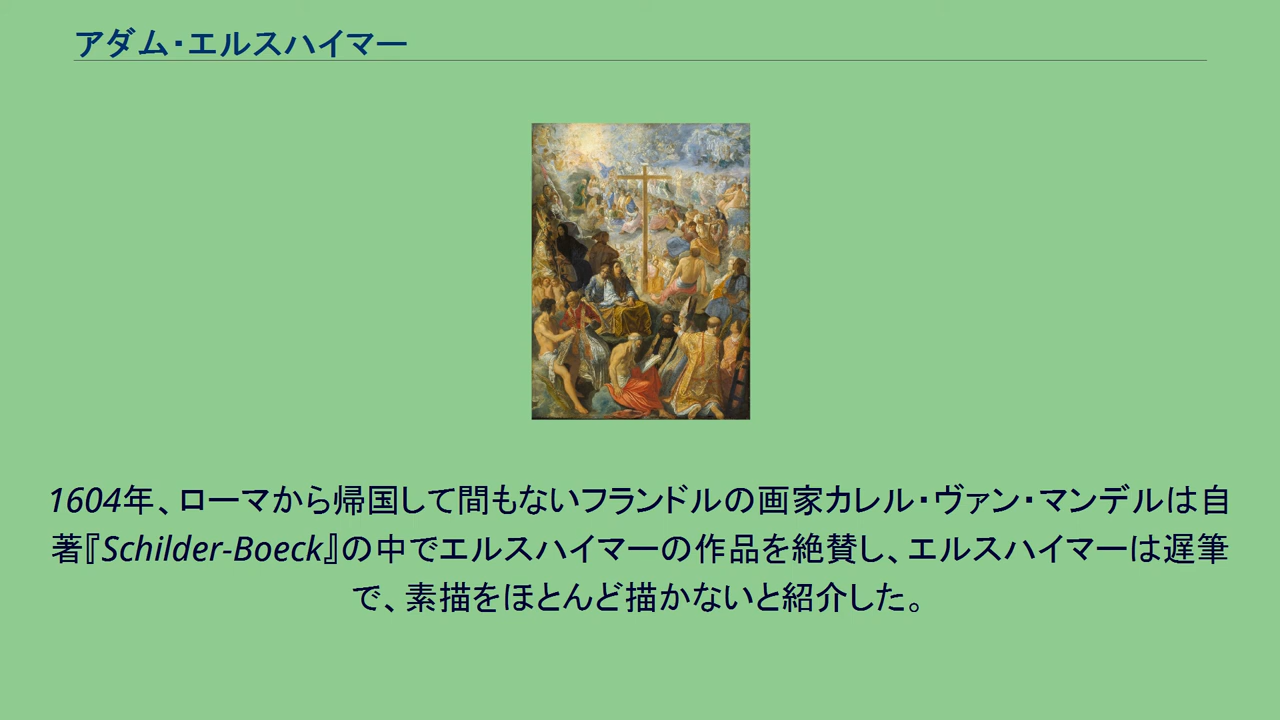 アダム・エルスハイマー
1604年、ローマから帰国して間もないフランドルの画家カレル・ヴァン・マンデルは自
著『Schilder-Boeck』の中でエルスハイマーの作品を絶賛し、エルスハイマーは遅筆
で、素描をほとんど描かないと紹介した。